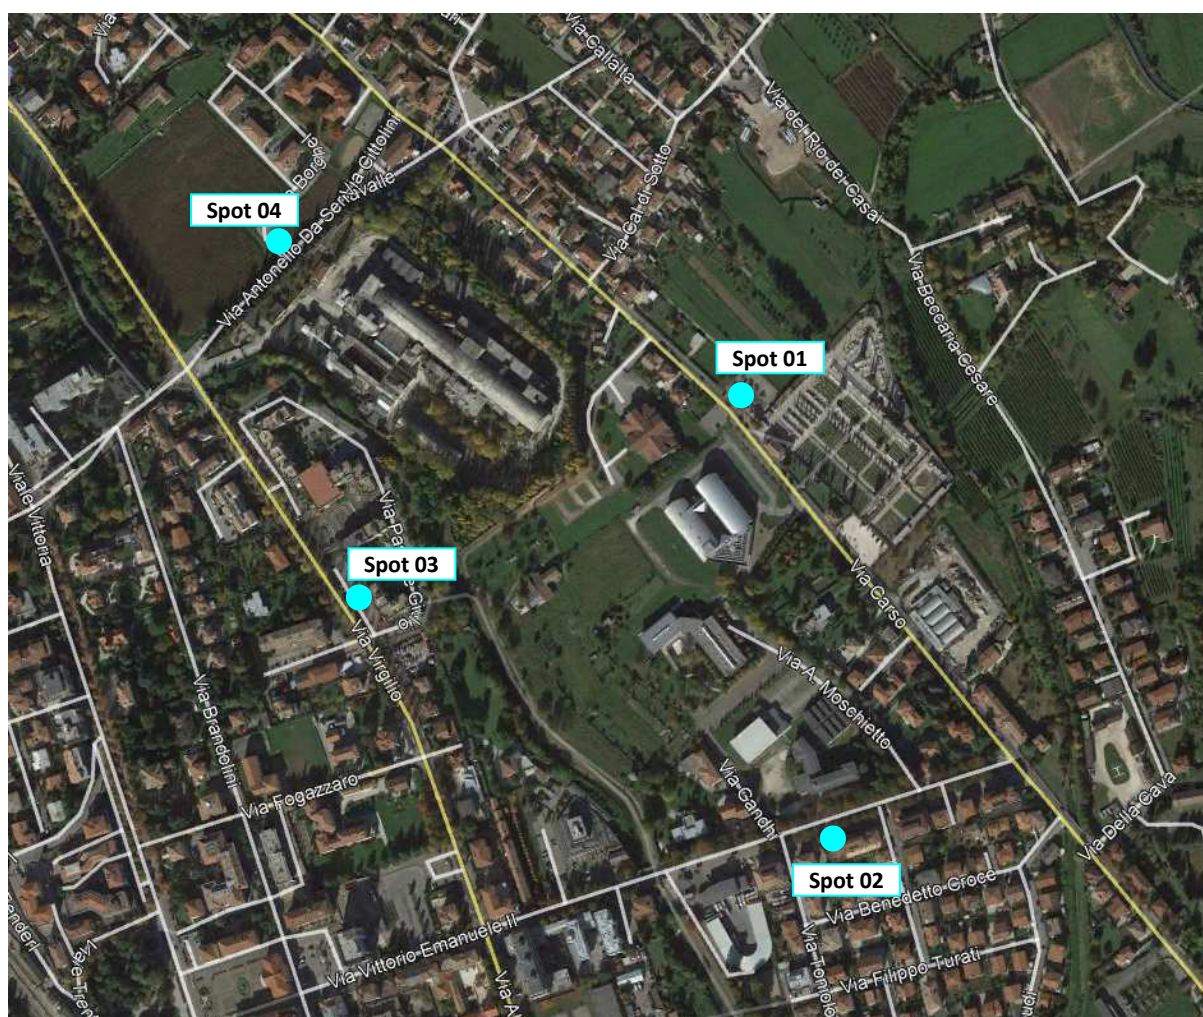 Via Callalta
Via del Rio dei Casai
Via Cittolini
Via Cal di Sotto
Spot 04
Via Antonello Da Serravalle
Via Beccaria Cesare
Spot 01
Viale Vittoria
Spot 03
Via Carso
Via Virgilio
Via A. Moschietto
Via Brandolini
Via Fogazzaro
Via Gandhi
Via Della Cava
Spot 02
Via Benedetto Croce
Via Vittorio Emanuele II
Via Toniolo
Via Filippo Turati